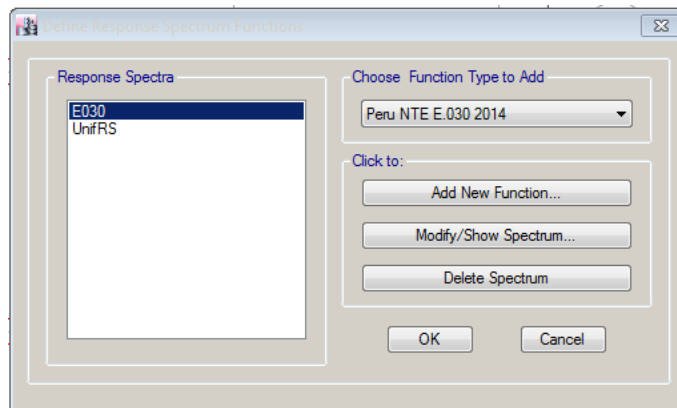 Define Response Spectrum Functions
Response Spectra
E030
UnifRS
Choose Function Type to Add
Peru NTE E.030 2014
Click to:
Add New Function...
Modify/Show Spectrum...
Delete Spectrum
OK
Cancel